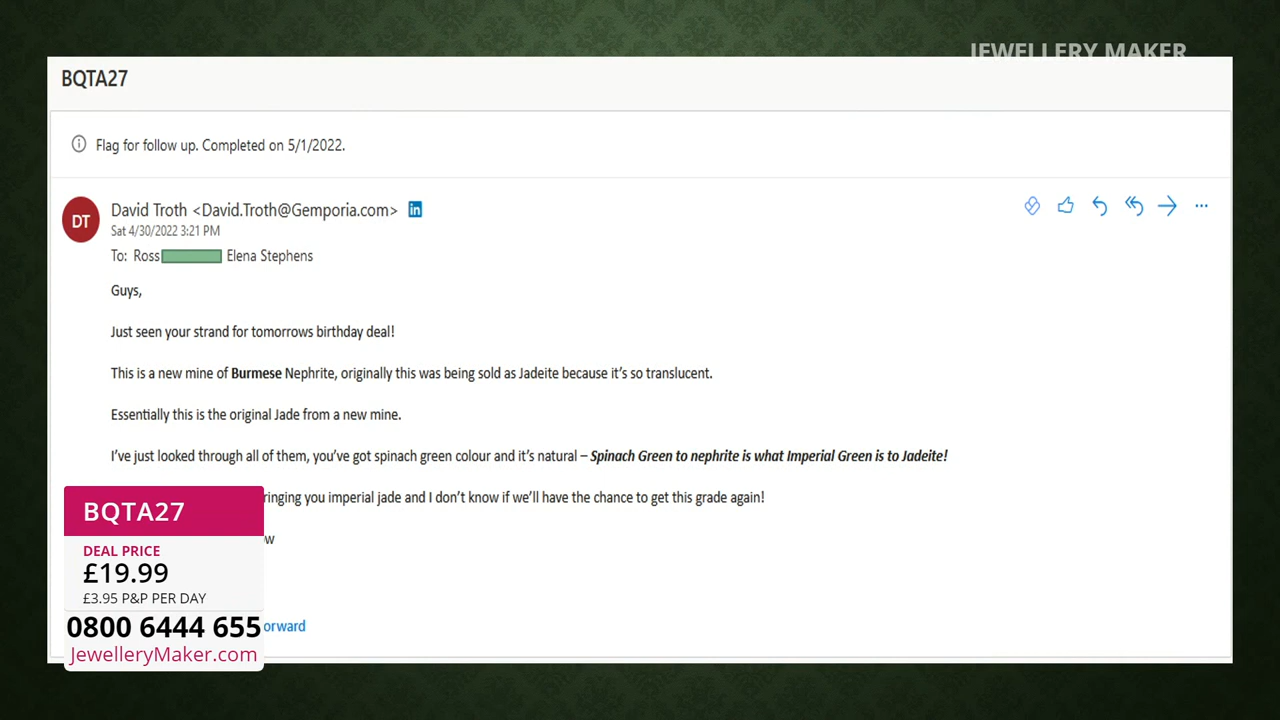 JEWELLERY MAKER
BQTA27
Flag for follow up. Completed on 5/1/2022.
DT
David Troth <David.Troth@Gemporia.com> in
Sat 4/30/2022 3:21 PM
To: Ross Elena Stephens
Guys,
Just seen your strand for tomorrows birthday deal!
This is a new mine of Burmese Nephrite, originally this was being sold as Jadeite because it's so translucent.
Essentially this is the original Jade from a new mine.
I've just looked through all of them, you've got spinach green colour and it's natural – Spinach Green to nephrite is what Imperial Green is to Jadeite!
you imperial jade and I don't know if we'll have the chance to get this grade again!
BQTA27
DEAL PRICE
£19.99
£3.95 P&P PER DAY
0800 6444 655
JewelleryMaker.com